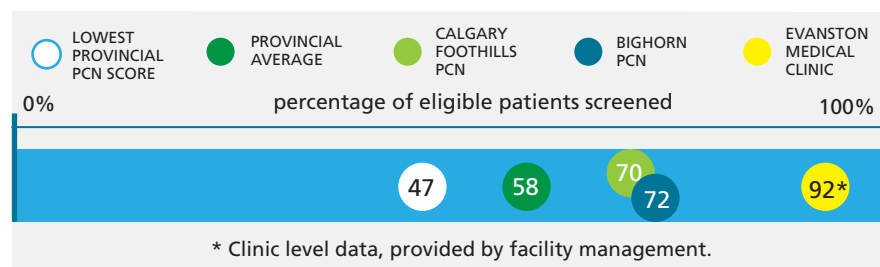 LOWEST
PROVINCIAL
PCN SCORE
PROVINCIAL
AVERAGE
CALGARY
FOOTHILLS
PCN
BIGHORN
PCN
EVANSTON
MEDICAL
CLINIC
0%
percentage of eligible patients screened
100%
47
58
70
72
92*
* Clinic level data, provided by facility management.